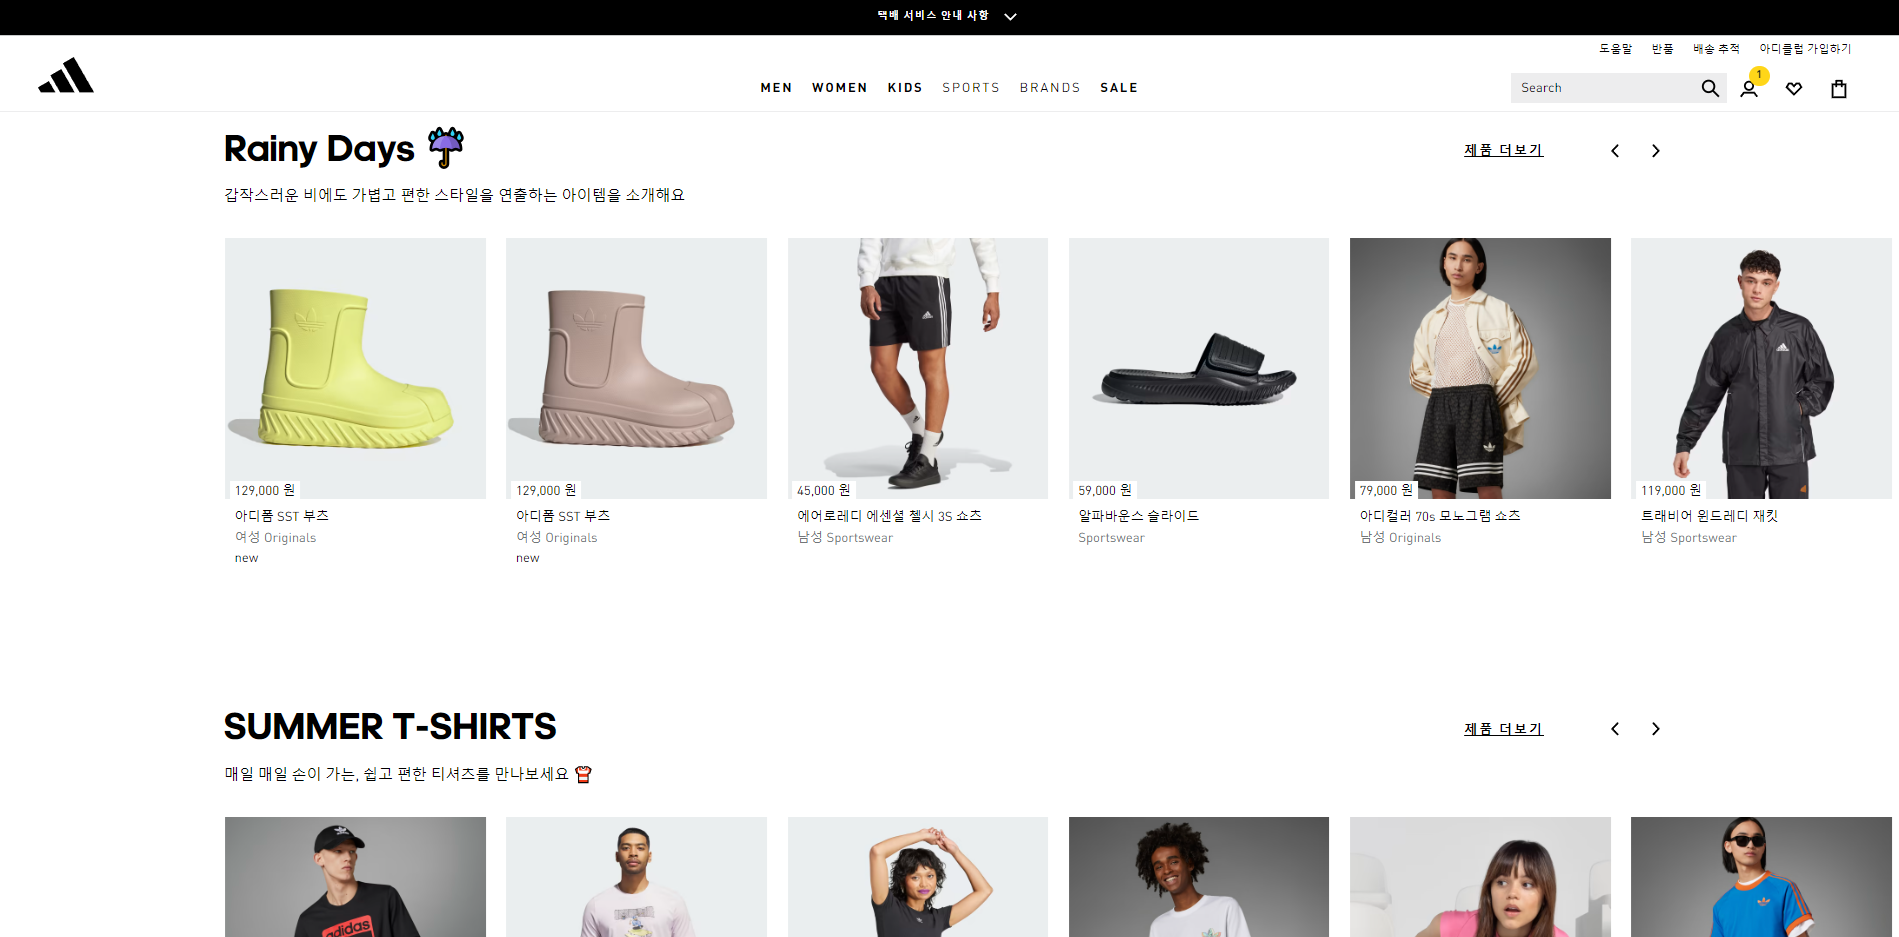 택배 서비스 안내 사항
도움말 반품 배송 추적 아디클럽 가입하기
MEN WOMEN KIDS SPORTS BRANDS SALE
Search
1
Rainy Days
제품 더보기
갑작스러운 비에도 가볍고 편한 스타일을 연출하는 아이템을 소개해요
129,000 원
아디폼 SST 부츠
여성 Originals
new
129,000 원
아디폼 SST 부츠
여성 Originals
new
45,000 원
에어로레디 에센셜 첼시 3S 쇼츠
남성 Sportswear
59,000 원
알파바운스 슬라이드
Sportswear
79,000 원
아디컬러 70s 모노그램 쇼츠
남성 Originals
119,000 원
트래비어 윈드레디 재킷
남성 Sportswear
SUMMER T-SHIRTS
제품 더보기
매일 매일 손이 가는, 쉽고 편한 티셔츠를 만나보세요
adidas